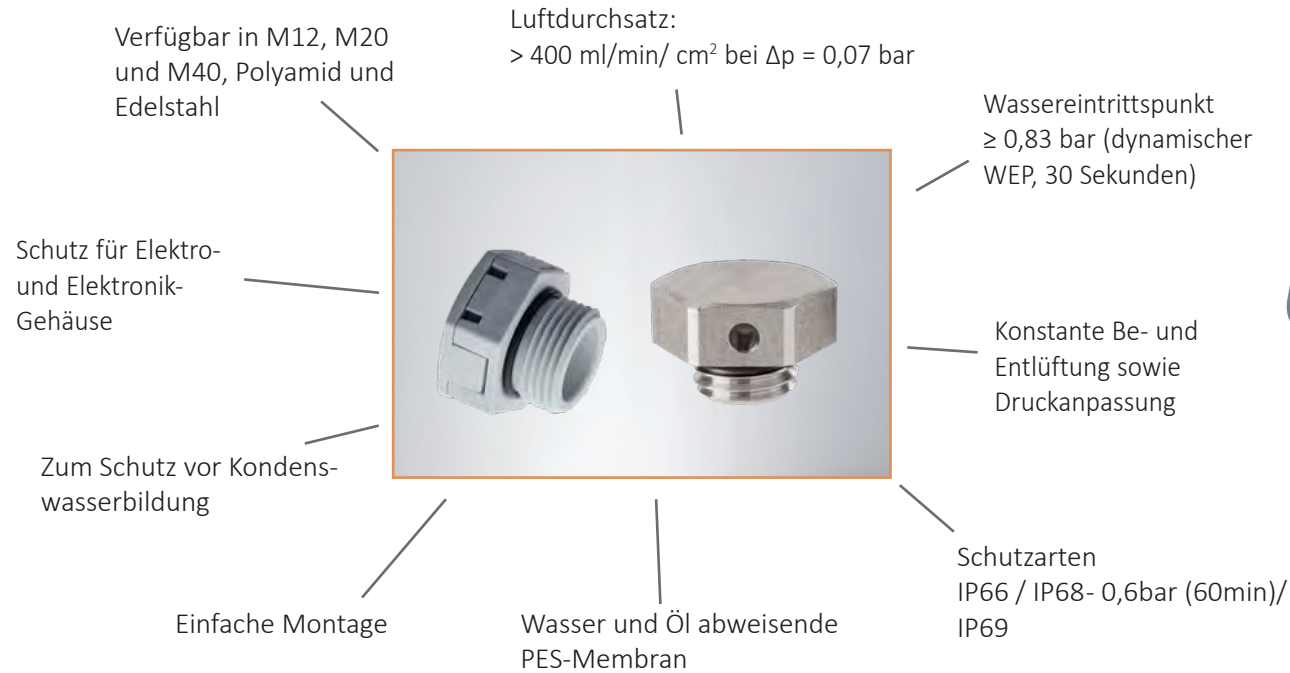 Verfügbar in M12, M20
und M40, Polyamid und
Edelstahl
Luftdurchsatz:
> 400 ml/min/ cm² bei Δp = 0,07 bar
Wassereintrittspunkt
≥ 0,83 bar (dynamischer
WEP, 30 Sekunden)
Schutz für Elektro-
und Elektronik-
Gehäuse
Konstante Be- und
Entlüftung sowie
Druckanpassung
Zum Schutz vor Kondens-
wasserbildung
Schutzarten
IP66 / IP68- 0,6bar (60min)/
IP69
Einfache Montage
Wasser und Öl abweisende
PES-Membran